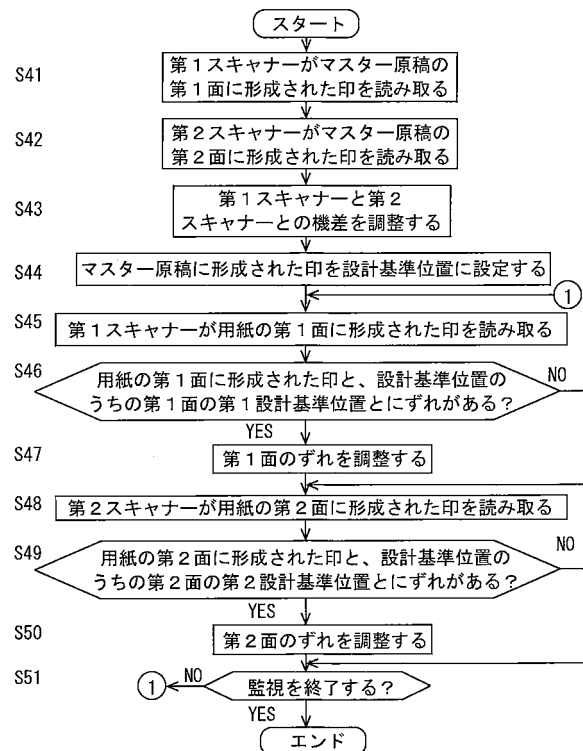 スタート
S41
第1スキャナーがマスター原稿の
第1面に形成された印を読み取る
S42
第2スキャナーがマスター原稿の
第2面に形成された印を読み取る
S43
第1スキャナーと第2
スキャナーとの機差を調整する
S44
マスター原稿に形成された印を設計基準位置に設定する
1
S45
第1スキャナーが用紙の第1面に形成された印を読み取る
S46
用紙の第1面に形成された印と、設計基準位置の
うちの第1面の第1設計基準位置とにずれがある?
NO
YES
S47
第1面のずれを調整する
S48
第2スキャナーが用紙の第2面に形成された印を読み取る
S49
用紙の第2面に形成された印と、設計基準位置の
うちの第2面の第2設計基準位置とにずれがある?
NO
YES
S50
第2面のずれを調整する
S51
1
NO
監視を終了する?
YES
エンド